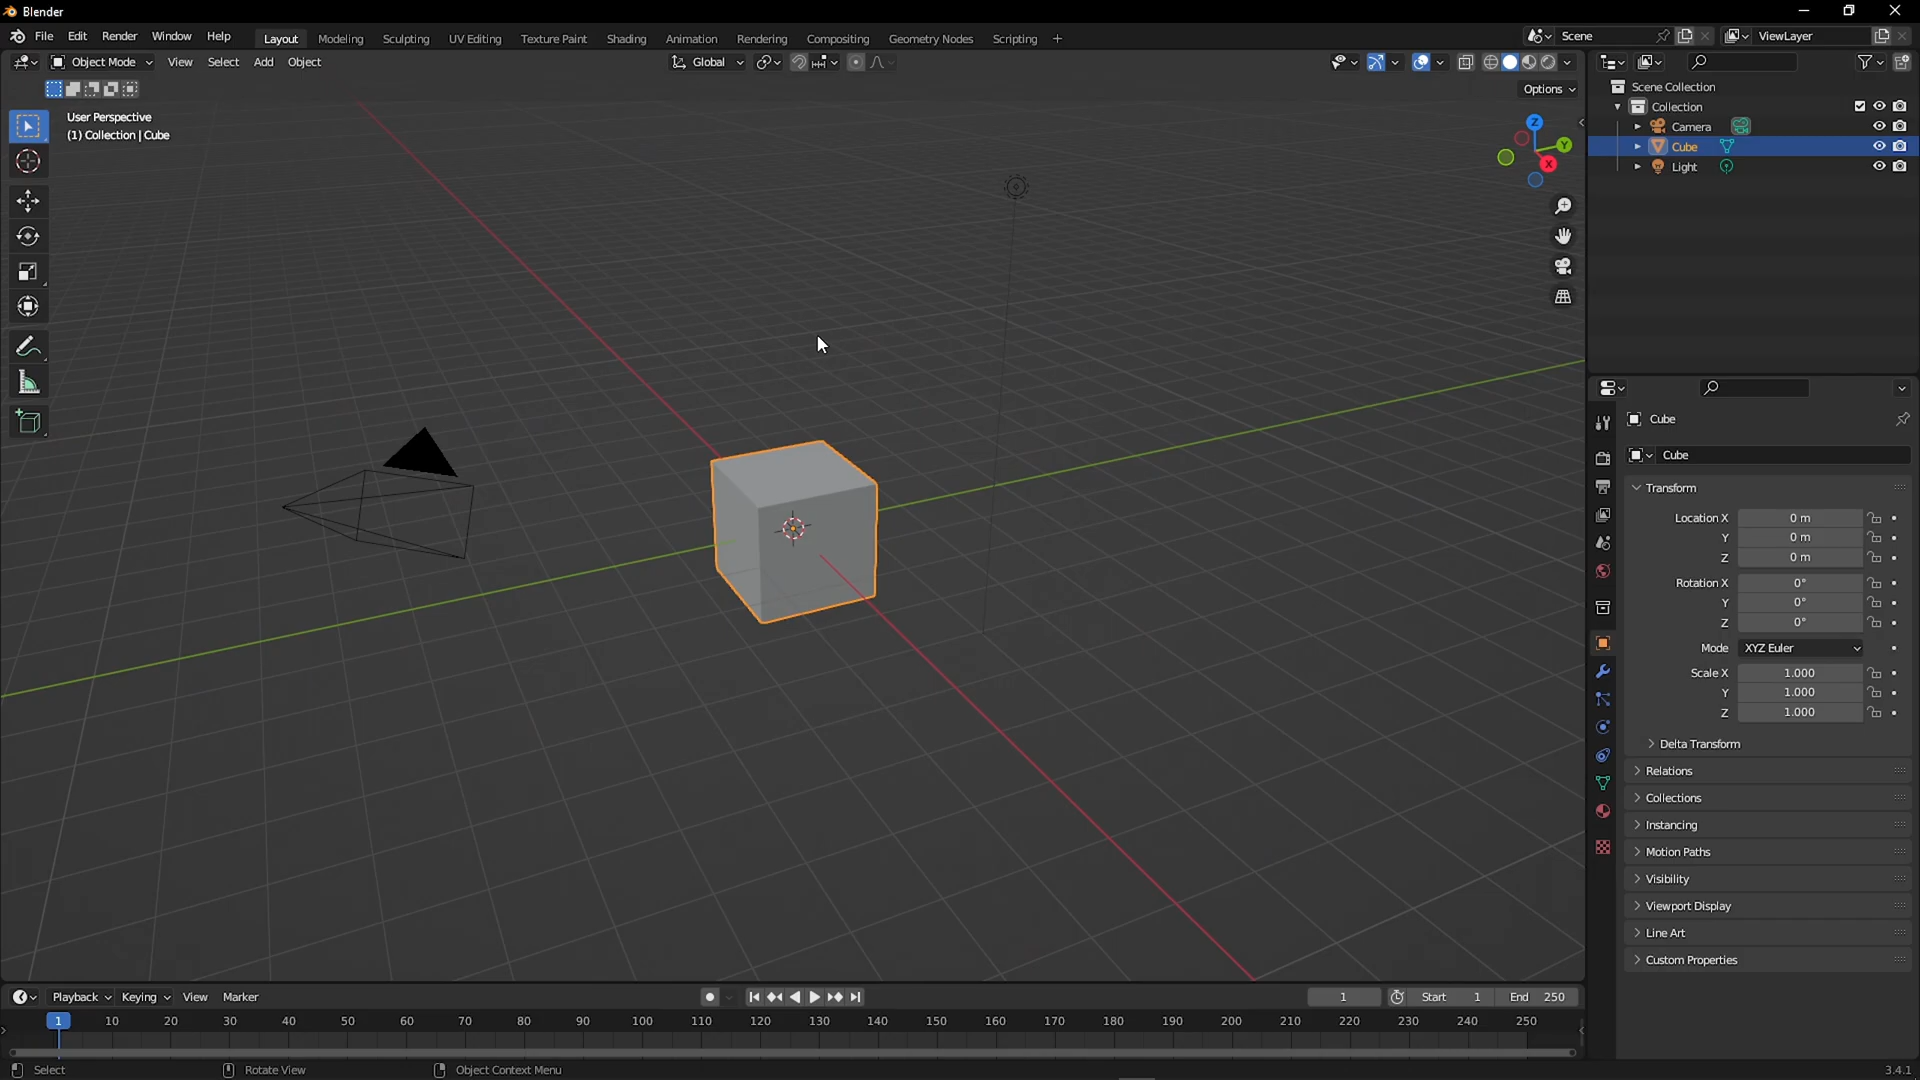 Blender
File Edit Render Window Help Layout Modeling Sculpting UV Editing Texture Paint Shading Animation Rendering Compositing Geometry Nodes Scripting + Scene ViewLayer
Object Mode View Select Add Object Global
Options
User Perspective
(1) Collection | Cube
Z
Y
X
Scene Collection
Collection
Camera
Cube
Light
Cube
Cube
Transform
Location X 0 m
Y 0 m
Z 0 m
Rotation X 0°
Y 0°
Z 0°
Mode XYZ Euler
Scale X 1.000
Y 1.000
Z 1.000
Delta Transform
Relations
Collections
Instancing
Motion Paths
Visibility
Viewport Display
Line Art
Custom Properties
Playback Keying View Marker 1 Start 1 End 250
1 10 20 30 40 50 60 70 80 90 100 110 120 130 140 150 160 170 180 190 200 210 220 230 240 250
Select Rotate View Object Context Menu 3.4.1